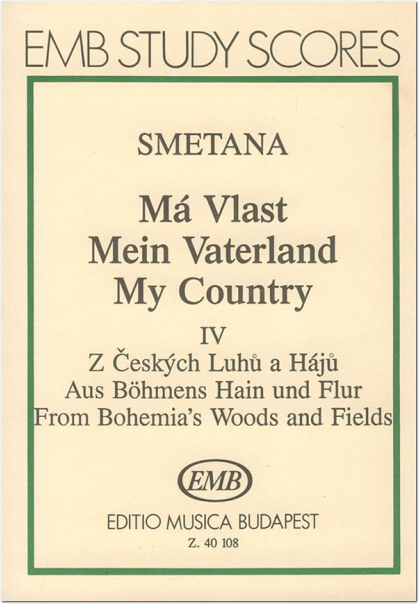 EMB STUDY SCORES
SMETANA
Má Vlast
Mein Vaterland
My Country
IV
Z Českých Luhů a Hájů
Aus Böhmens Hain und Flur
From Bohemia's Woods and Fields
EMB
EDITIO MUSICA BUDAPEST
Z. 40 108